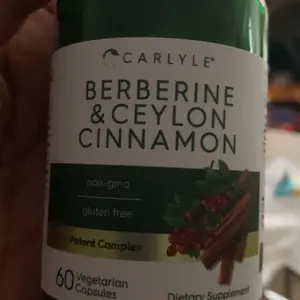 CARLYLE®
BERBERINE
& CEYLON
CINNAMON
non-gmo
gluten free
Potent Complex
60 Vegetarian
Capsules
Dietary Supplement